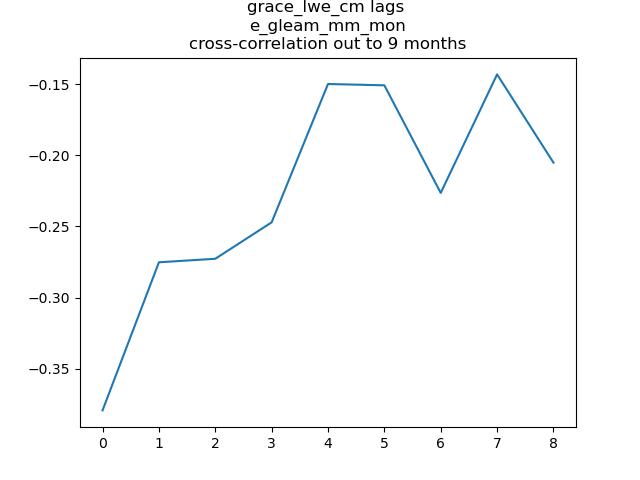 grace_lwe_cm lags
e_gleam_mm_mon
cross-correlation out to 9 months
−0.15
−0.20
−0.25
−0.30
−0.35
0 1 2 3 4 5 6 7 8